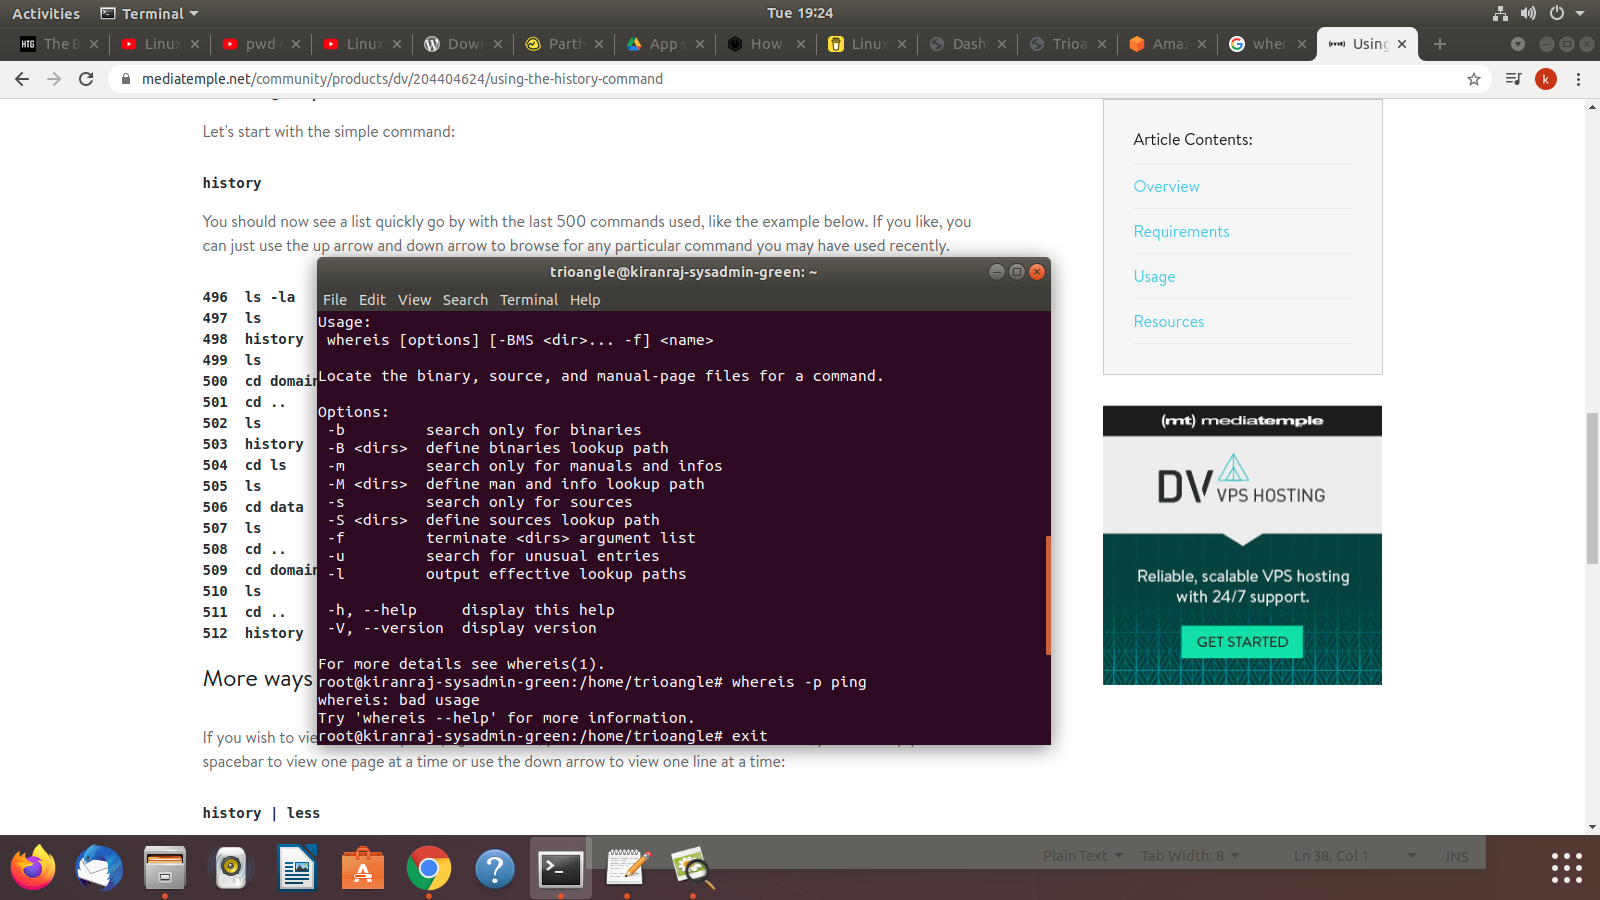 Activities
Terminal
Tue 19:24
HTG
The B
Linux
pwd
Linux
Dow
Parth
App s
How
Linux
Dash
Trioa
Amaz
wher
(mt)
Using
mediatemple.net/community/products/dv/204404624/using-the-history-command
k
Let's start with the simple command:
history
You should now see a list quickly go by with the last 500 commands used, like the example below. If you like, you
can just use the up arrow and down arrow to browse for any particular command you may have used recently.
496 ls -la
497 ls
498 history
499 ls
500 cd domain
501 cd ..
502 ls
503 history
504 cd ls
505 ls
506 cd data
507 ls
508 cd ..
509 cd domain
510 ls
511 cd ..
512 history
More ways
If you wish to vie
spacebar to view one page at a time or use the down arrow to view one line at a time:
history | less
trioangle@kiranraj-sysadmin-green: ~
File Edit View Search Terminal Help
Usage:
whereis [options] [-BMS <dir>... -f] <name>
Locate the binary, source, and manual-page files for a command.
Options:
-b search only for binaries
-B <dirs> define binaries lookup path
-m search only for manuals and infos
-M <dirs> define man and info lookup path
-s search only for sources
-S <dirs> define sources lookup path
-f terminate <dirs> argument list
-u search for unusual entries
-l output effective lookup paths
-h, --help display this help
-V, --version display version
For more details see whereis(1).
root@kiranraj-sysadmin-green:/home/trioangle# whereis -p ping
whereis: bad usage
Try 'whereis --help' for more information.
root@kiranraj-sysadmin-green:/home/trioangle# exit
Article Contents:
Overview
Requirements
Usage
Resources
(mt) mediatemple
DV VPS HOSTING
Reliable, scalable VPS hosting
with 24/7 support.
GET STARTED
Plain Text
Tab Width: 8
Ln 38, Col 1
INS